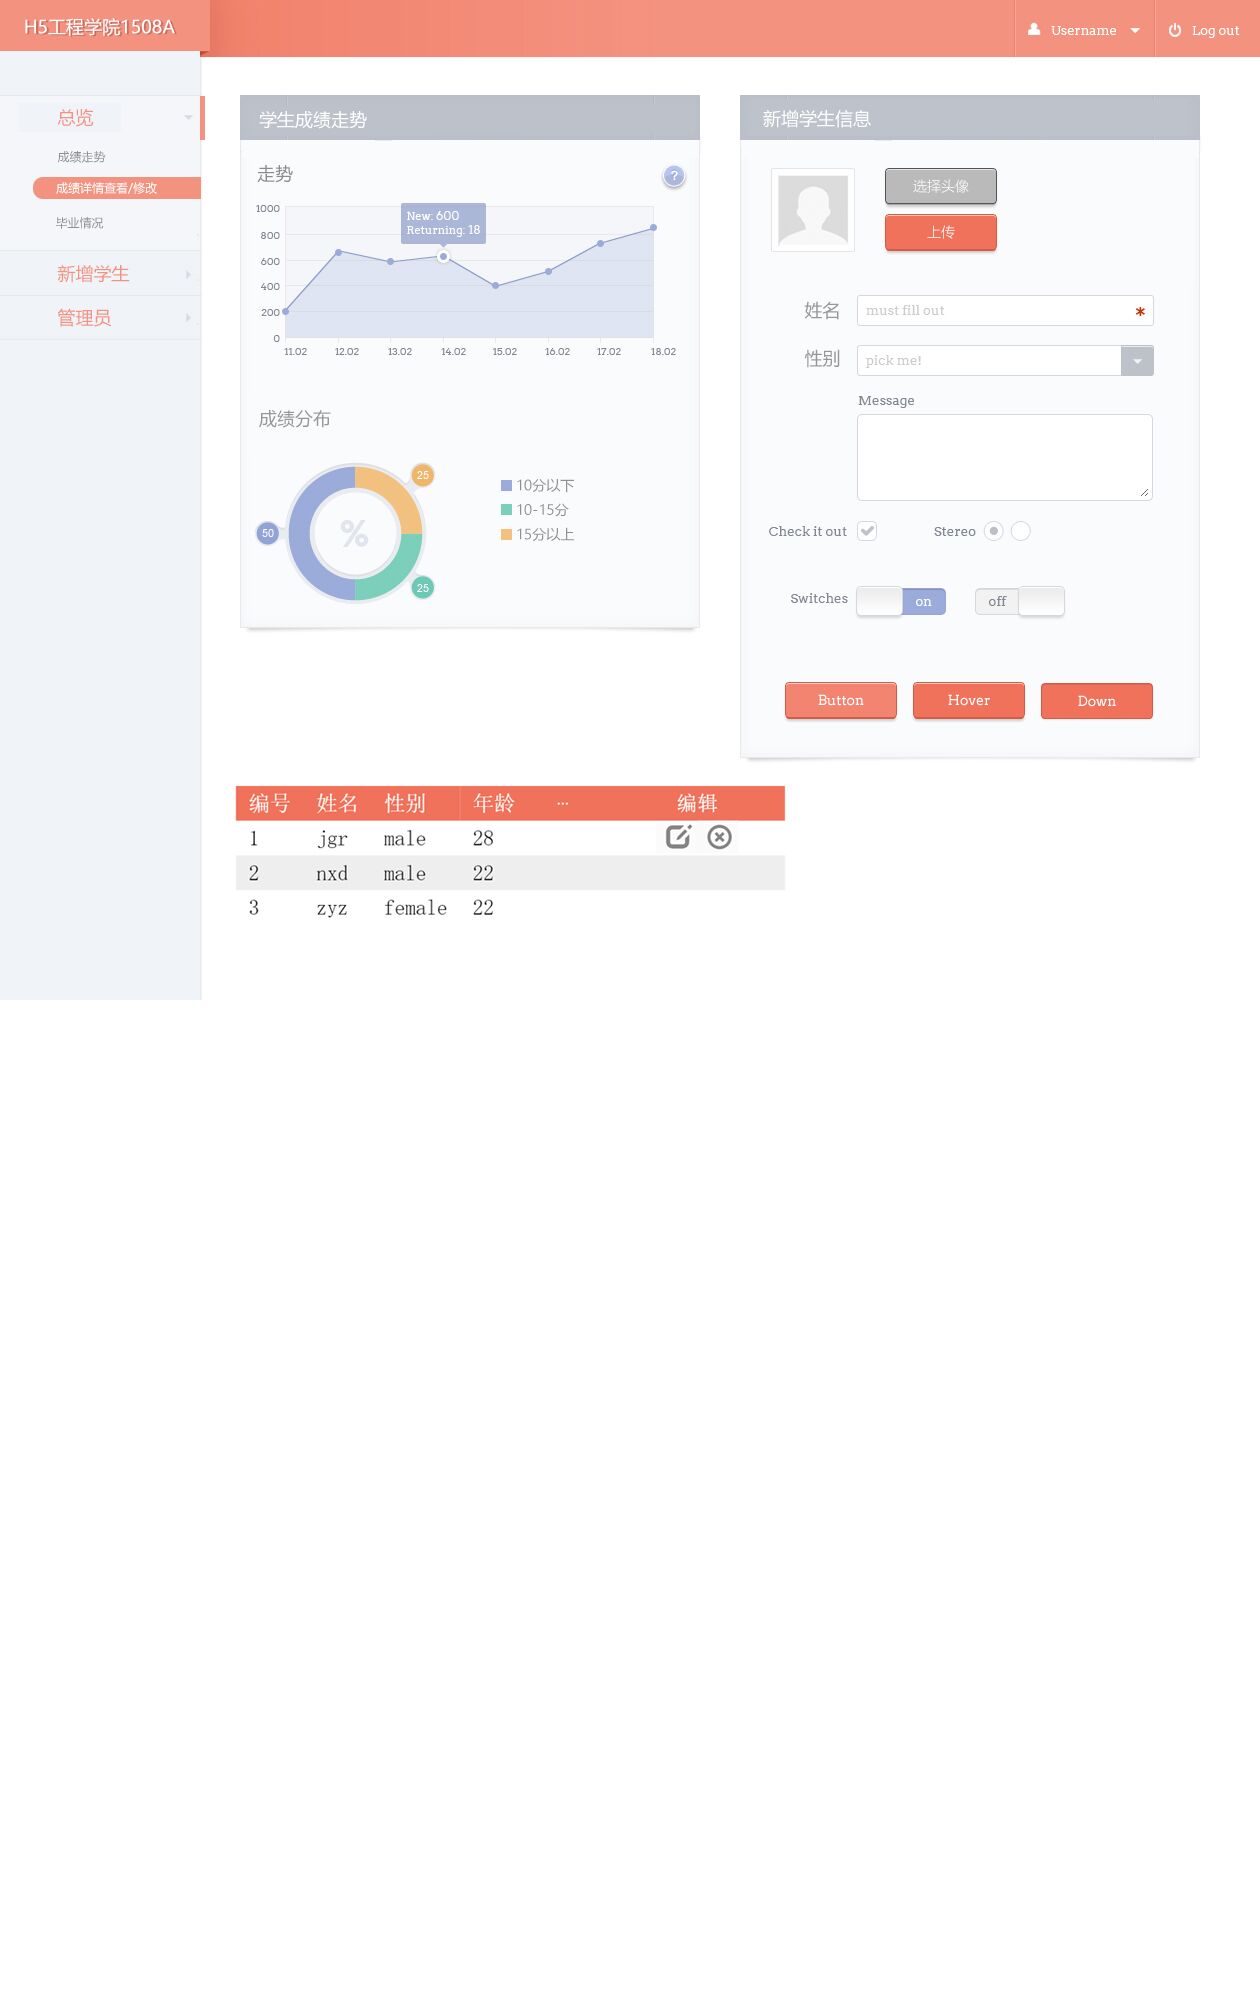 H5工程学院1508A
Username
Log out
总览
成绩走势
成绩详情查看/修改
毕业情况
新增学生
管理员
学生成绩走势
走势
?
1000
800
600
400
200
0
New: 600
Returning: 18
11.02 12.02 13.02 14.02 15.02 16.02 17.02 18.02
成绩分布
25
50
%
25
10分以下
10-15分
15分以上
新增学生信息
选择头像
上传
姓名 must fill out *
性别 pick me!
Message
Check it out Stereo
Switches on off
Button Hover Down
编号 姓名 性别 年龄 ... 编辑
1 jgr male 28
2 nxd male 22
3 zyz female 22